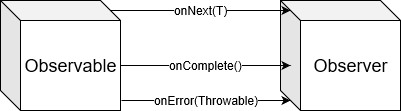 onNext(T)
Observable
onComplete()
Observer
onError(Throwable)